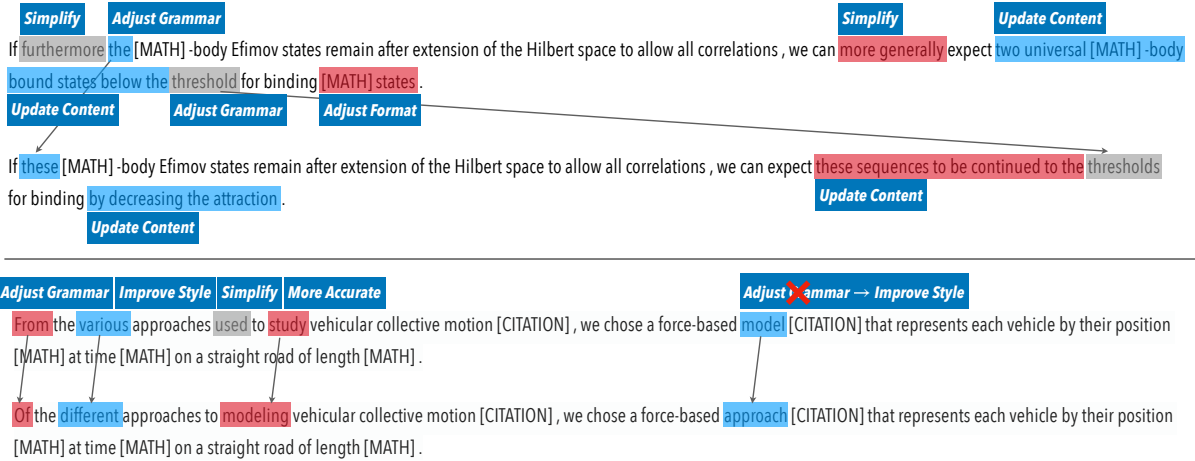 Simplify Adjust Grammar Simplify Update Content
If furthermore the [MATH] -body Efimov states remain after extension of the Hilbert space to allow all correlations , we can more generally expect two universal [MATH] -body
bound states below the threshold for binding [MATH] states .
Update Content Adjust Grammar Adjust Format
If these [MATH] -body Efimov states remain after extension of the Hilbert space to allow all correlations , we can expect these sequences to be continued to the thresholds
for binding by decreasing the attraction .
Update Content
Update Content
Adjust Grammar Improve Style Simplify More Accurate Adjust Grammar → Improve Style
From the various approaches used to study vehicular collective motion [CITATION] , we chose a force-based model [CITATION] that represents each vehicle by their position
[MATH] at time [MATH] on a straight road of length [MATH] .
Of the different approaches to modeling vehicular collective motion [CITATION] , we chose a force-based approach [CITATION] that represents each vehicle by their position
[MATH] at time [MATH] on a straight road of length [MATH] .